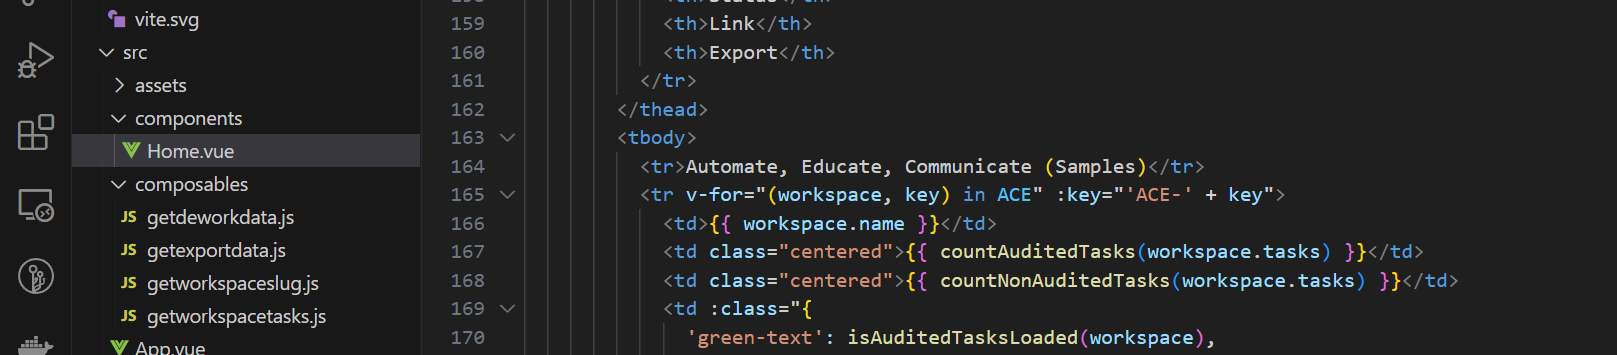 vite.svg
src
assets
components
Home.vue
composables
getdeworkdata.js
getexportdata.js
getworkspaceslug.js
getworkspacetasks.js
App.vue
159 <th>Link</th>
160 <th>Export</th>
161 </tr>
162 </thead>
163 <tbody>
164 <tr>Automate, Educate, Communicate (Samples)</tr>
165 <tr v-for="(workspace, key) in ACE" :key="'ACE-' + key">
166 <td>{{ workspace.name }}</td>
167 <td class="centered">{{ countAuditedTasks(workspace.tasks) }}</td>
168 <td class="centered">{{ countNonAuditedTasks(workspace.tasks) }}</td>
169 <td :class="{
170 'green-text': isAuditedTasksLoaded(workspace),